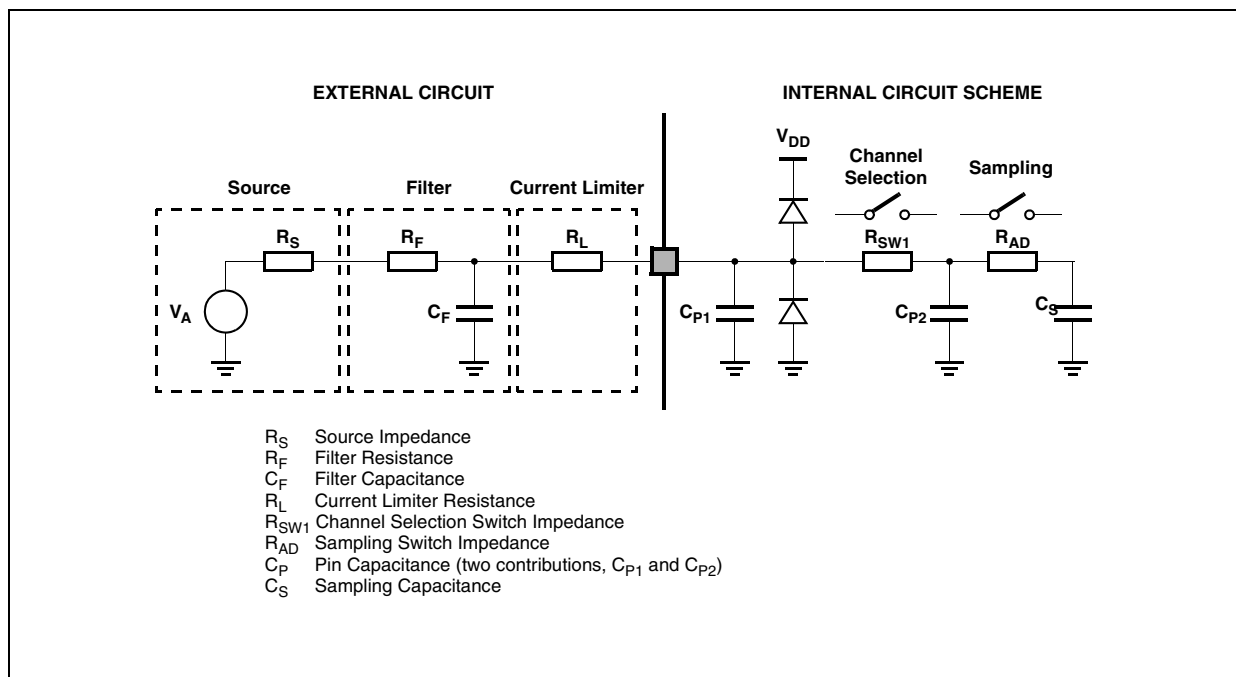 EXTERNAL CIRCUIT
INTERNAL CIRCUIT SCHEME
VDD
Channel
Selection
Sampling
Source
Filter
Current Limiter
RS
RF
RL
RSW1
RAD
VA
CF
CP1
CP2
CS
RS Source Impedance
RF Filter Resistance
CF Filter Capacitance
RL Current Limiter Resistance
RSW1 Channel Selection Switch Impedance
RAD Sampling Switch Impedance
CP Pin Capacitance (two contributions, CP1 and CP2)
CS Sampling Capacitance